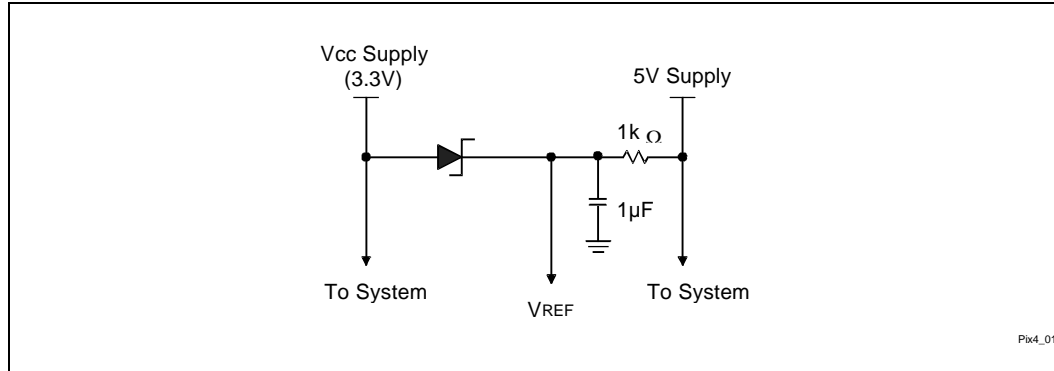 Vcc Supply
(3.3V)
5V Supply
1k Ω
1µF
To System
VREF
To System
Pix4_01